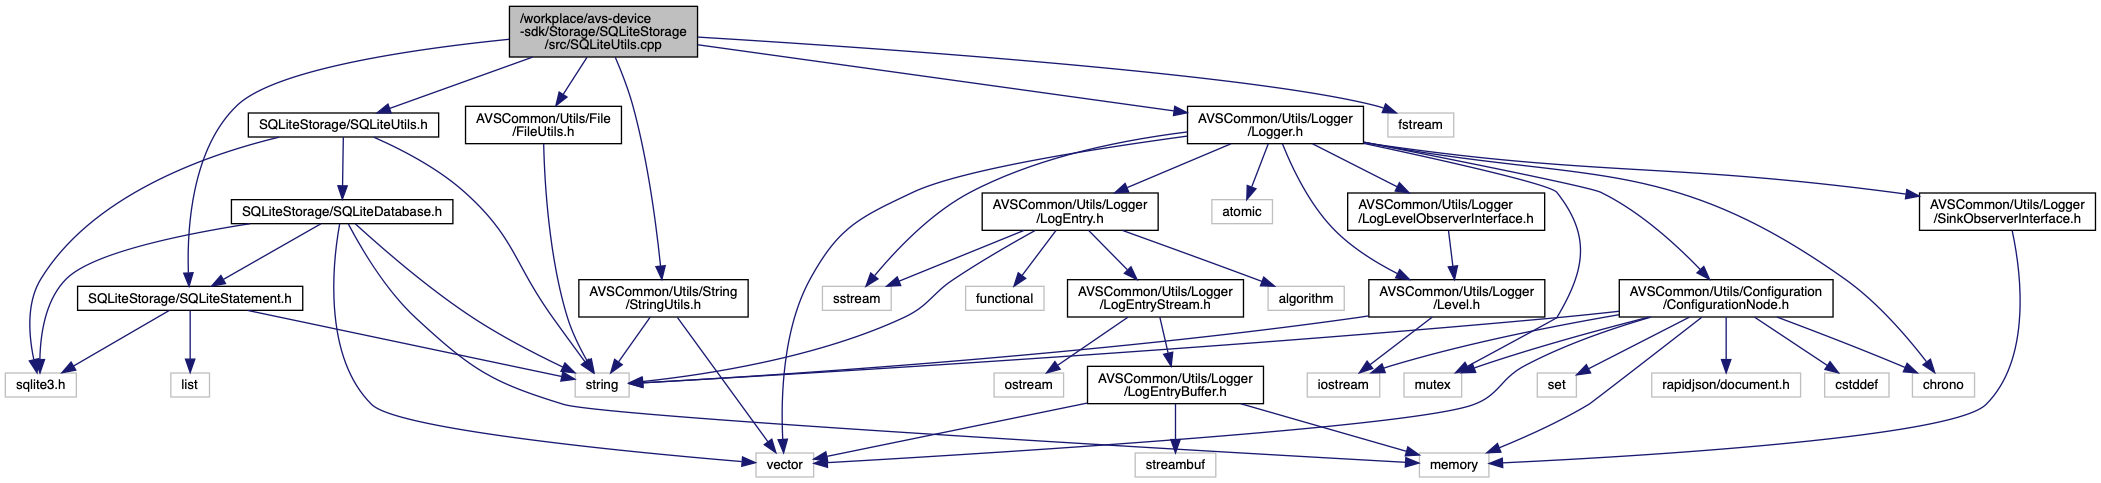 /workplace/avs-device
-sdk/Storage/SQLiteStorage
/src/SQLiteUtils.cpp
SQLiteStorage/SQLiteUtils.h
AVSCommon/Utils/File
/FileUtils.h
AVSCommon/Utils/Logger
/Logger.h
fstream
SQLiteStorage/SQLiteDatabase.h
AVSCommon/Utils/Logger
/LogEntry.h
atomic
AVSCommon/Utils/Logger
/LogLevelObserverInterface.h
AVSCommon/Utils/Logger
/SinkObserverInterface.h
SQLiteStorage/SQLiteStatement.h
AVSCommon/Utils/String
/StringUtils.h
sstream
functional
AVSCommon/Utils/Logger
/LogEntryStream.h
algorithm
AVSCommon/Utils/Logger
/Level.h
AVSCommon/Utils/Configuration
/ConfigurationNode.h
sqlite3.h
list
string
ostream
AVSCommon/Utils/Logger
/LogEntryBuffer.h
iostream
mutex
set
rapidjson/document.h
cstddef
chrono
vector
streambuf
memory